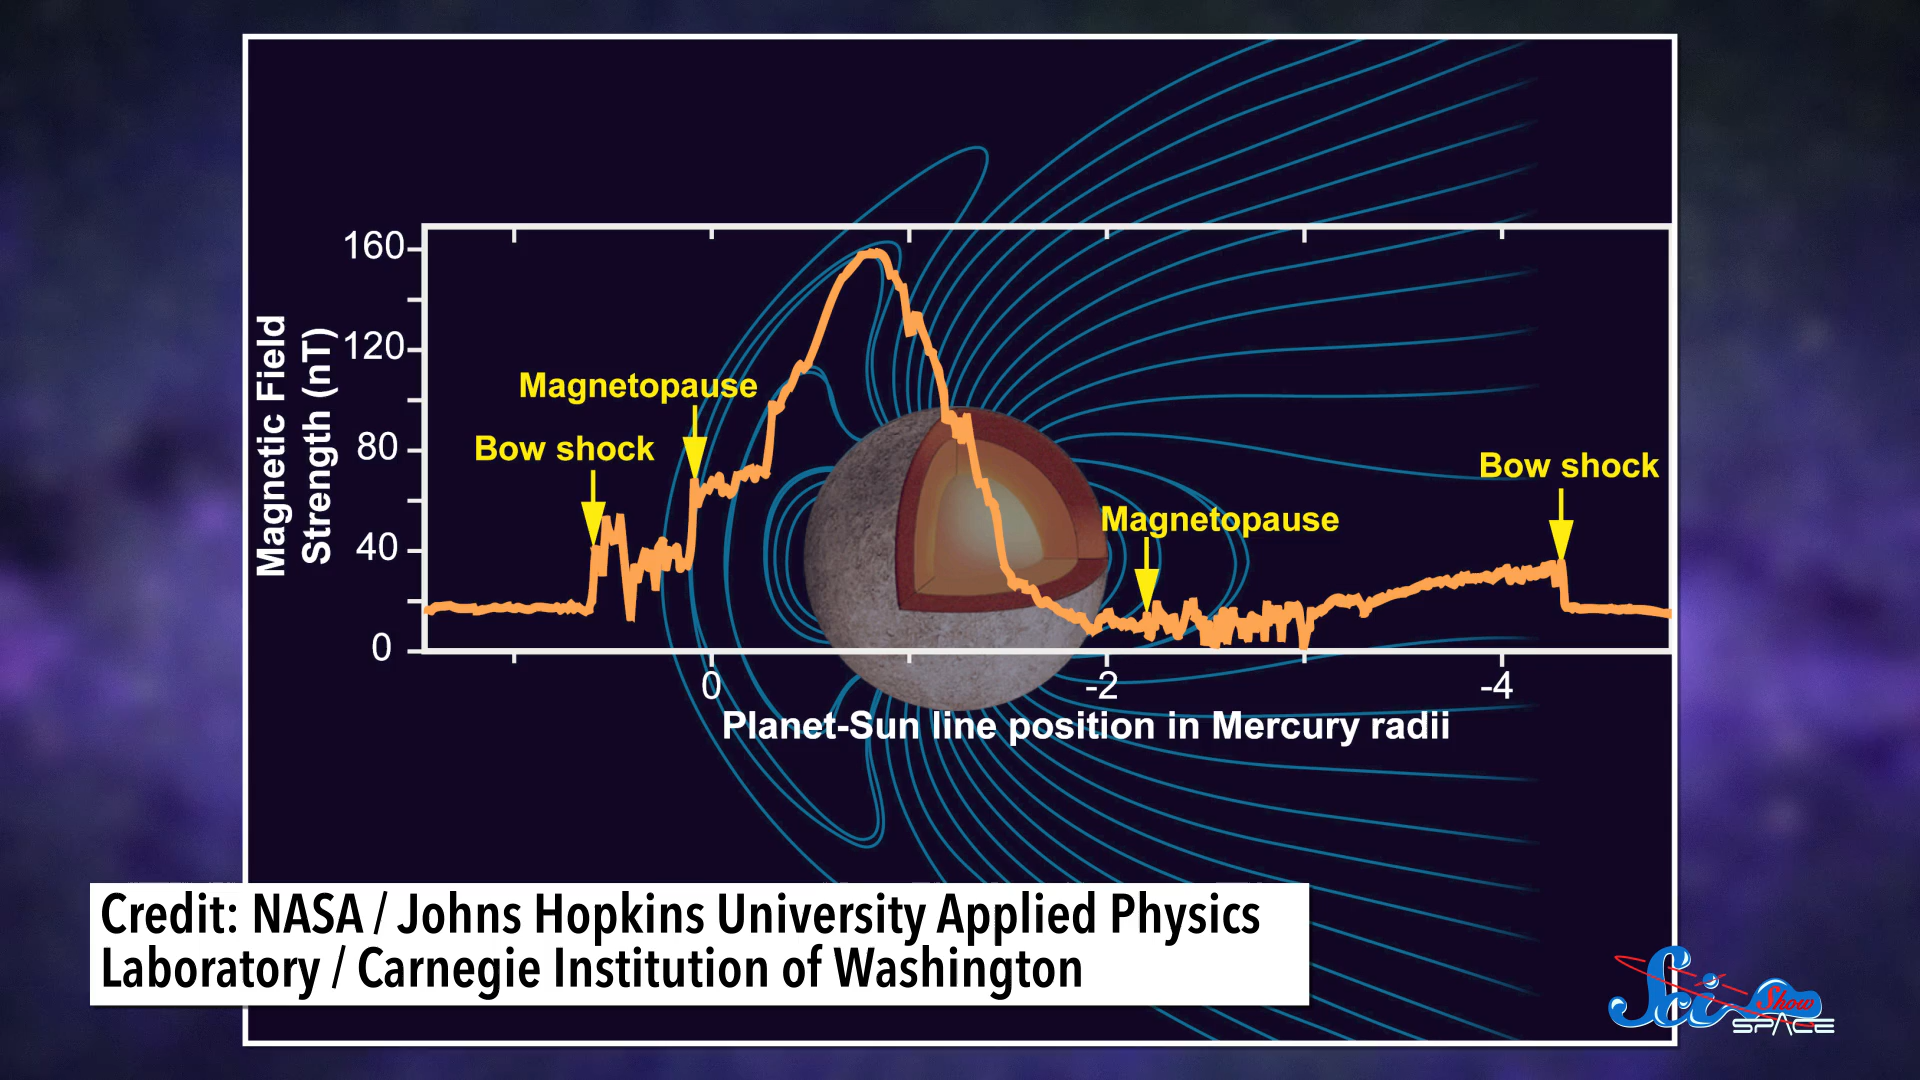 160
120
80
40
0
Magnetic Field
Strength (nT)
Magnetopause
Bow shock
Bow shock
Magnetopause
0
-2
-4
Planet-Sun line position in Mercury radii
Credit: NASA / Johns Hopkins University Applied Physics
Laboratory / Carnegie Institution of Washington
Sci Show
SPACE